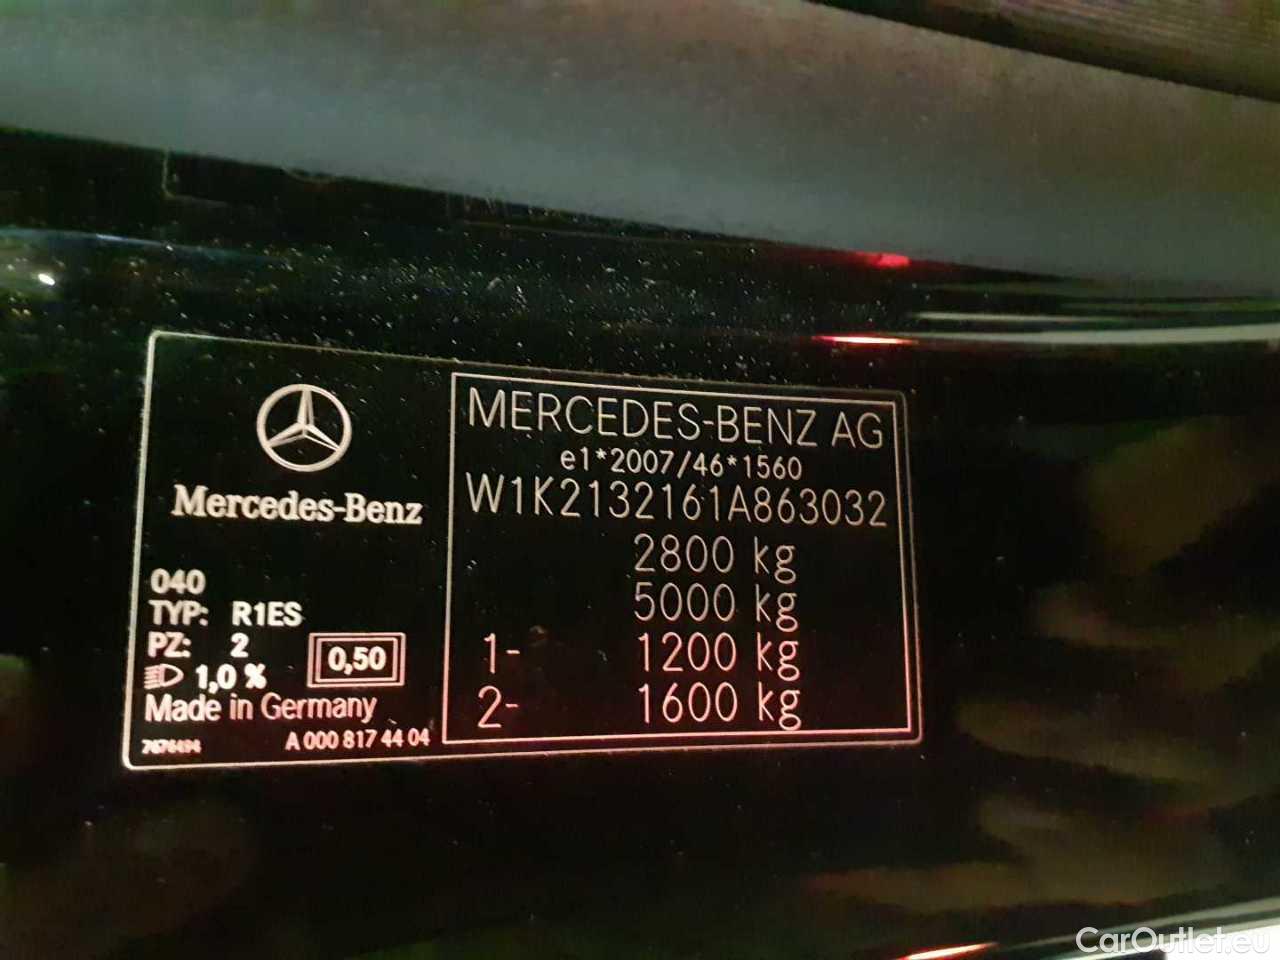 Mercedes-Benz
040
TYP: R1ES
PZ: 2
1,0 %
0,50
Made in Germany
A 000 817 44 04
MERCEDES-BENZ AG
e1*2007/46*1560
W1K2132161A863032
2800 kg
5000 kg
1- 1200 kg
2- 1600 kg
CarOutlet.eu